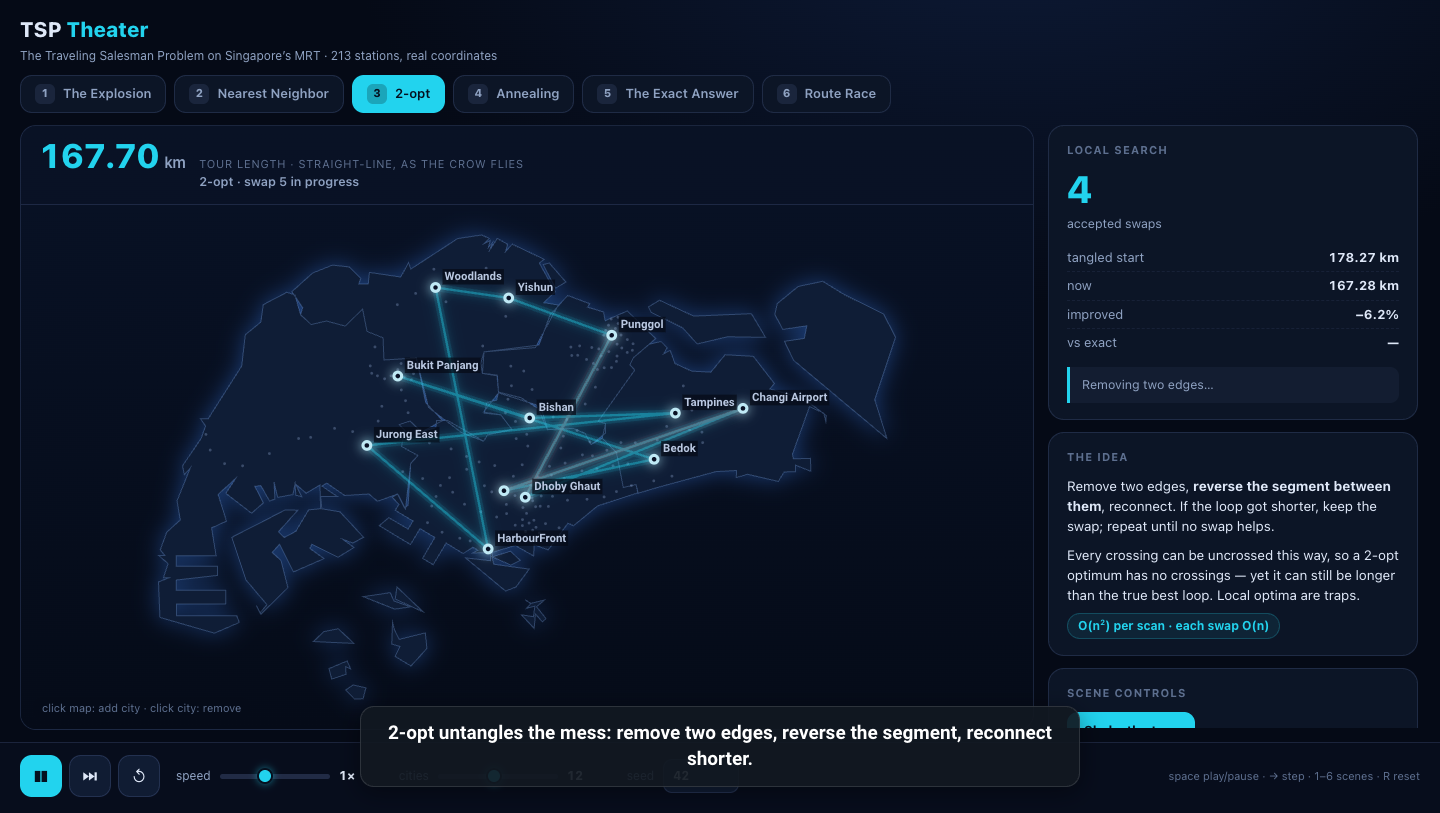 TSP Theater
The Traveling Salesman Problem on Singapore's MRT · 213 stations, real coordinates
1 The Explosion
2 Nearest Neighbor
3 2-opt
4 Annealing
5 The Exact Answer
6 Route Race
167.70 km
TOUR LENGTH · STRAIGHT-LINE, AS THE CROW FLIES
2-opt · swap 5 in progress
Woodlands
Yishun
Punggol
Bukit Panjang
Bishan
Tampines
Changi Airport
Jurong East
Bedok
Dhoby Ghaut
HarbourFront
click map: add city · click city: remove
LOCAL SEARCH
4
accepted swaps
tangled start 178.27 km
now 167.28 km
improved −6.2%
vs exact —
Removing two edges…
THE IDEA
Remove two edges, reverse the segment between
them, reconnect. If the loop got shorter, keep the
swap; repeat until no swap helps.
Every crossing can be uncrossed this way, so a 2-opt
optimum has no crossings — yet it can still be longer
than the true best loop. Local optima are traps.
O(n²) per scan · each swap O(n)
SCENE CONTROLS
2-opt untangles the mess: remove two edges, reverse the segment, reconnect
shorter.
speed 1× cities 12 seed 42
space play/pause · → step · 1–6 scenes · R reset